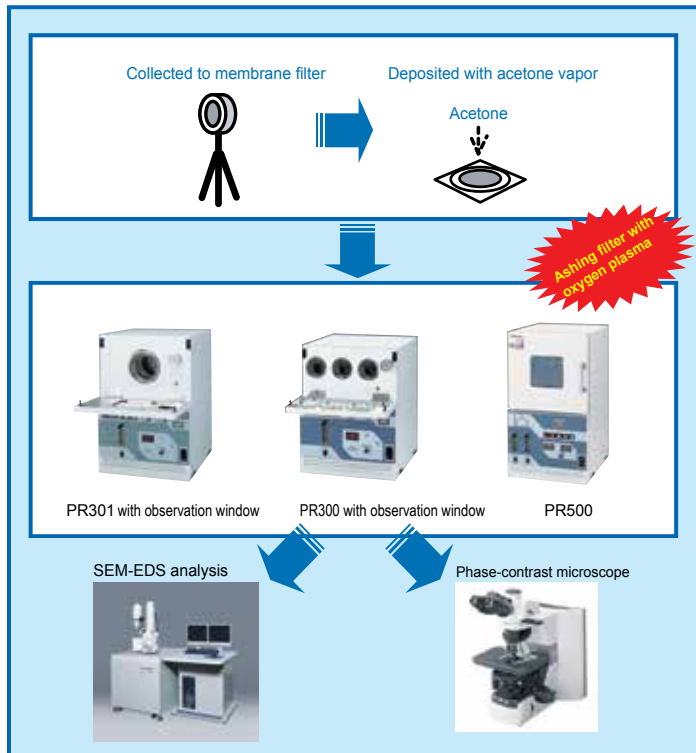 Collected to membrane filter
Deposited with acetone vapor
Acetone
Ashing filter with
oxygen plasma
PR301 with observation window
PR300 with observation window
PR500
SEM-EDS analysis
Phase-contrast microscope